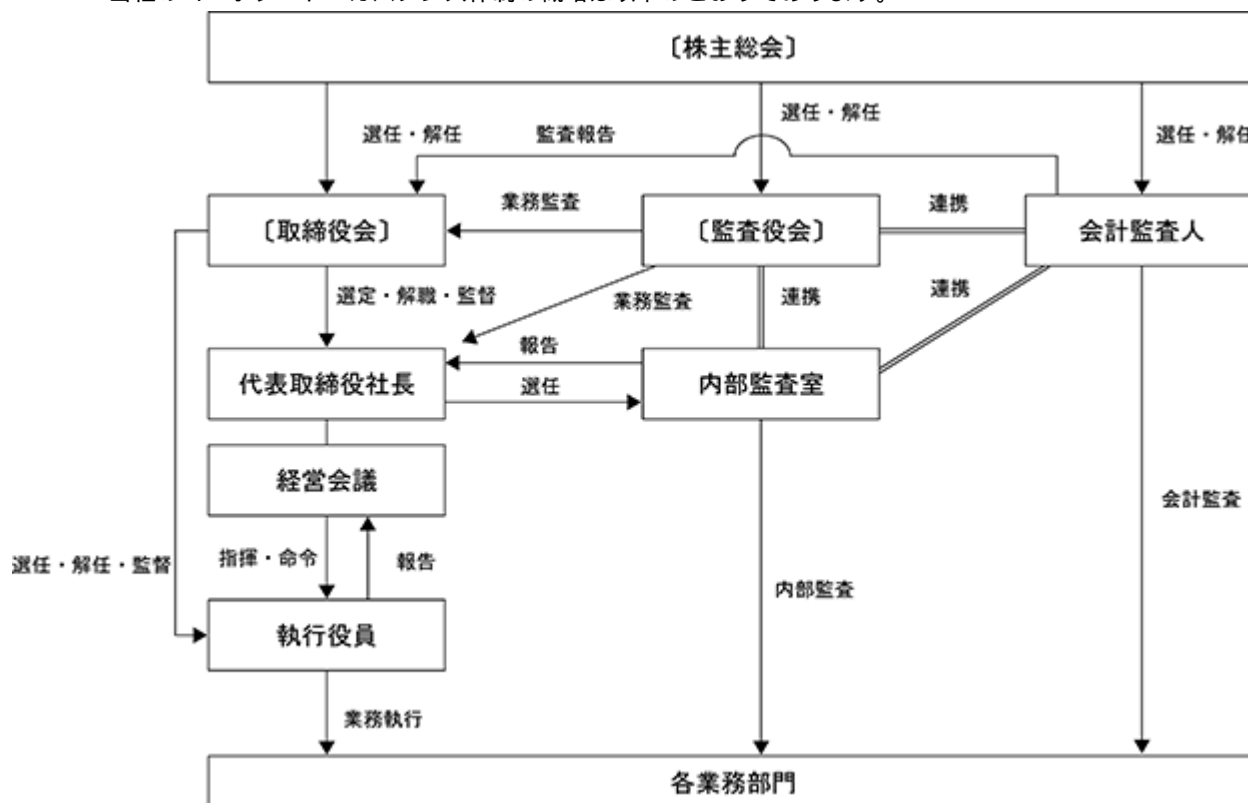 〔株主総会〕
選任・解任
監査報告
選任・解任
選任・解任
〔取締役会〕
業務監査
〔監査役会〕
連携
会計監査人
選定・解職・監督
業務監査
連携
連携
代表取締役社長
報告
選任
内部監査室
経営会議
会計監査
選任・解任・監督
指揮・命令
報告
内部監査
執行役員
業務執行
各業務部門